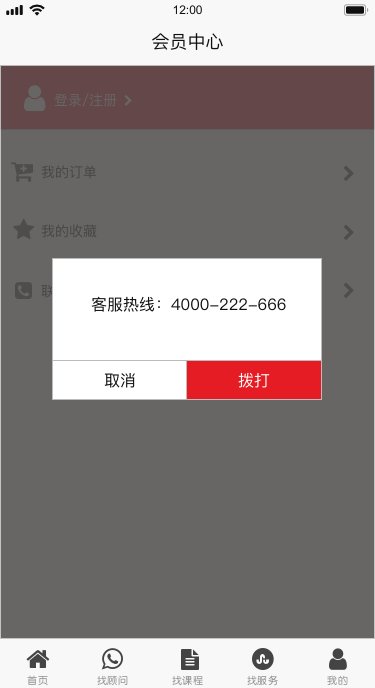 12:00
会员中心
登录/注册
我的订单
我的收藏
联
客服热线：4000-222-666
取消
拨打
首页
找顾问
找课程
找服务
我的